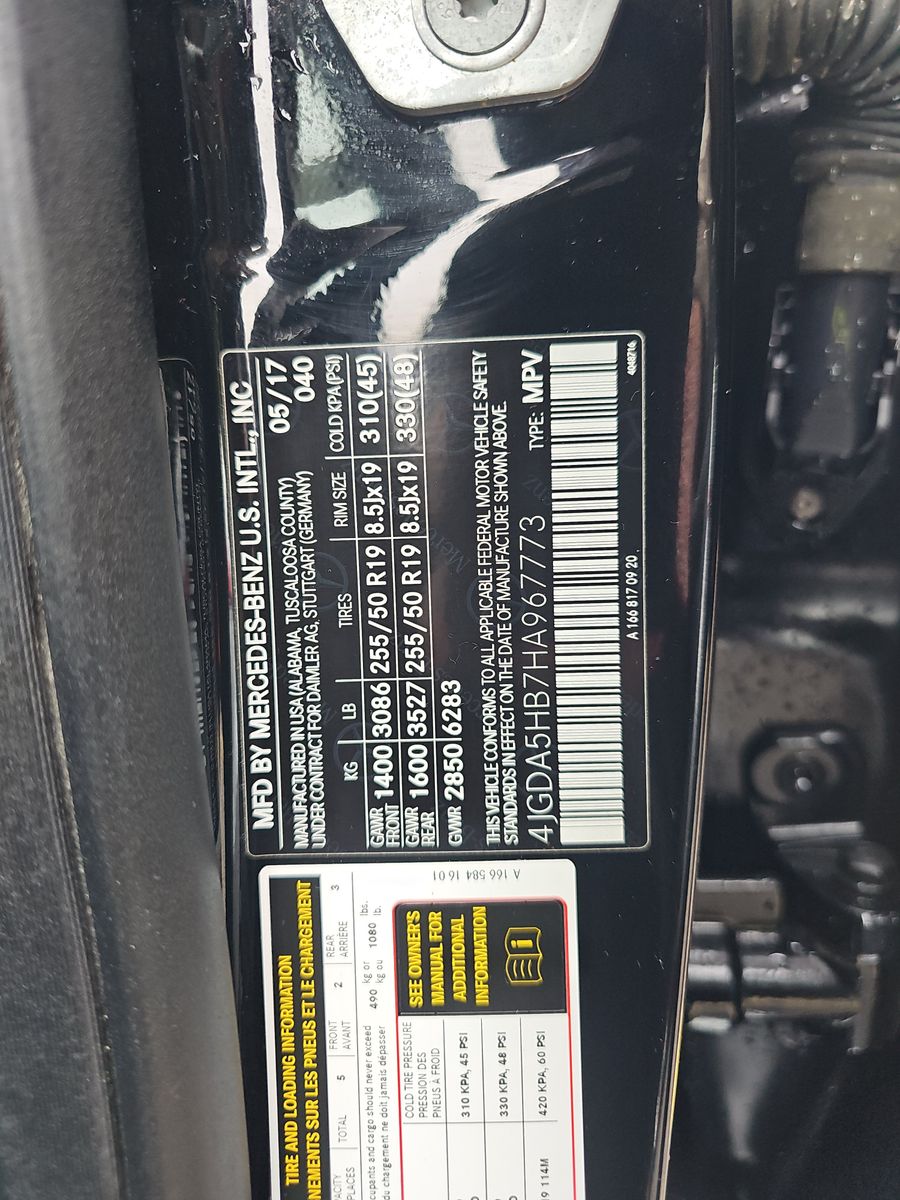 MFD BY MERCEDES-BENZ U.S. INTL., INC
MANUFACTURED IN USA (ALABAMA, TUSCALOOSA COUNTY) 05/17
UNDER CONTRACT FOR DAIMLER AG, STUTTGART (GERMANY) 040
KG LB TIRES RIM SIZE COLD KPA(PSI)
GAWR FRONT 1400 3086 255/50 R19 8.5Jx19 310(45)
GAWR REAR 1600 3527 255/50 R19 8.5Jx19 330(48)
GVWR 2850 6283
THIS VEHICLE CONFORMS TO ALL APPLICABLE FEDERAL MOTOR VEHICLE SAFETY
STANDARDS IN EFFECT ON THE DATE OF MANUFACTURE SHOWN ABOVE.
4JGDA5HB7HA967773 TYPE: MPV
A 166 817 09 20
TIRE AND LOADING INFORMATION
NEMENTS SUR LES PNEUS ET LE CHARGEMENT
TOTAL 5 FRONT 2 REAR 3
PLACES AVANT ARRIÈRE
cupants and cargo should never exceed 490 kg or 1080 lbs.
du chargement ne doit jamais dépasser kg ou lb.
COLD TIRE PRESSURE
PRESSION DES
PNEUS À FROID
310 KPA, 45 PSI
330 KPA, 48 PSI
420 KPA, 60 PSI
114M
SEE OWNER'S
MANUAL FOR
ADDITIONAL
INFORMATION
A 166 584 16 01